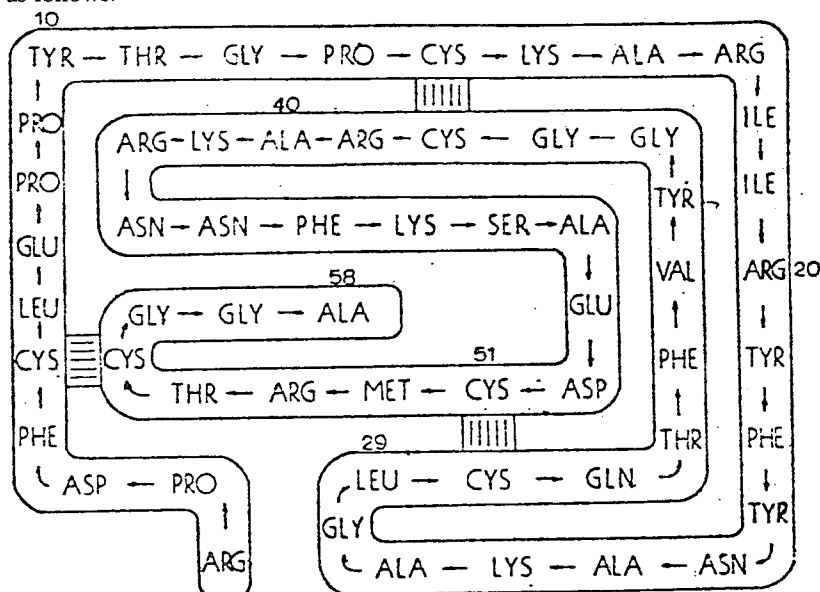 10
TYR — THR — GLY — PRO → CYS → LYS — ALA → ARG
PRO ILE
40
ARG-LYS — ALA — ARG — CYS — GLY — GLY
PRO TYR ILE
ASN → ASN → PHE → LYS → SER → ALA
GLU VAL ARG 20
58
LEU GLY → GLY → ALA GLU
CYS CYS PHE TYR
51
THR ← ARG ← MET ← CYS ← ASP
PHE THR PHE
29
ASP ← PRO LEU → CYS → GLN
GLY TYR
ARG ALA — LYS — ALA ← ASN